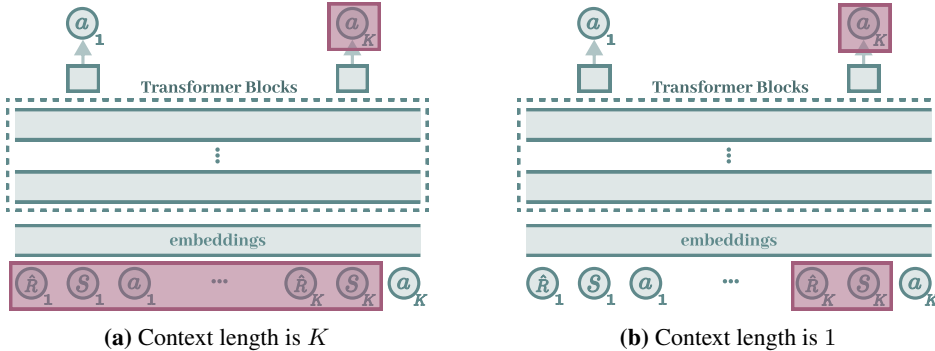 a1 aK a1 aK
Transformer Blocks Transformer Blocks
⋮ ⋮
embeddings embeddings
R̂1 S1 a1 ... R̂K SK aK R̂1 S1 a1 ... R̂K SK aK
(a) Context length is K (b) Context length is 1